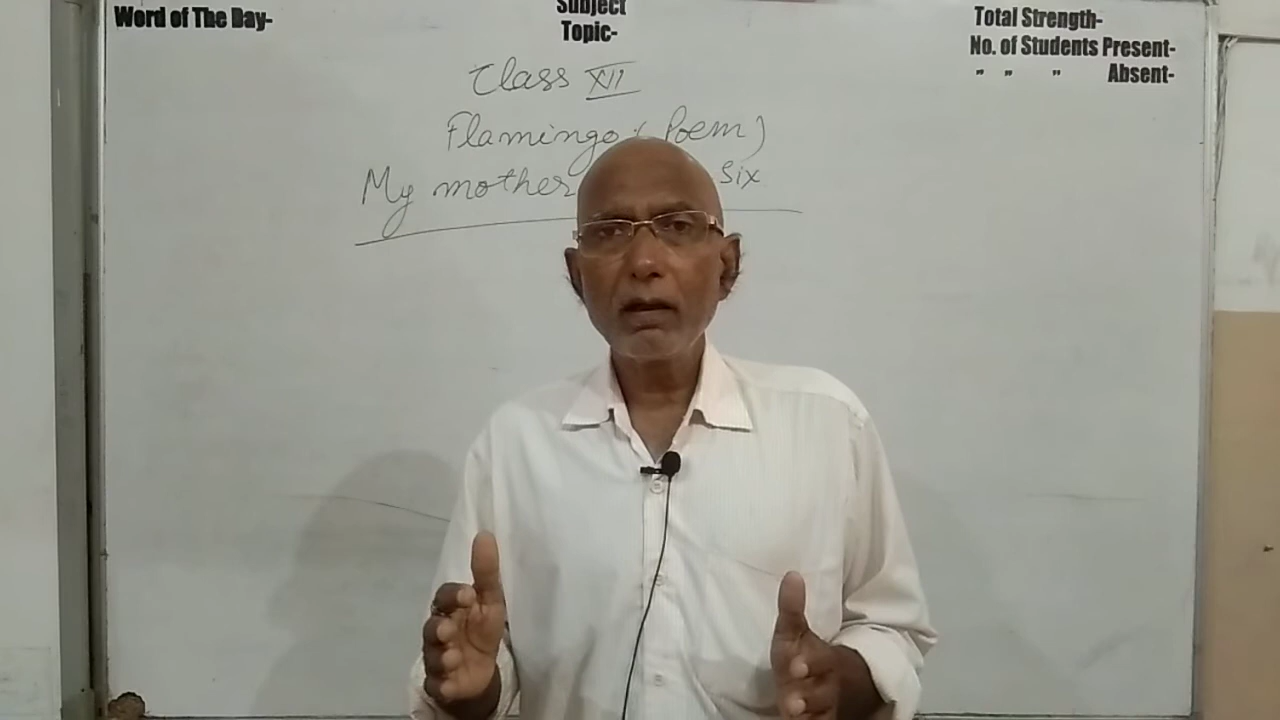 Word of The Day-
Subject
Topic-
Total Strength-
No. of Students Present-
" " " Absent-
Class XII
Flamingo (Poem)
My mother six